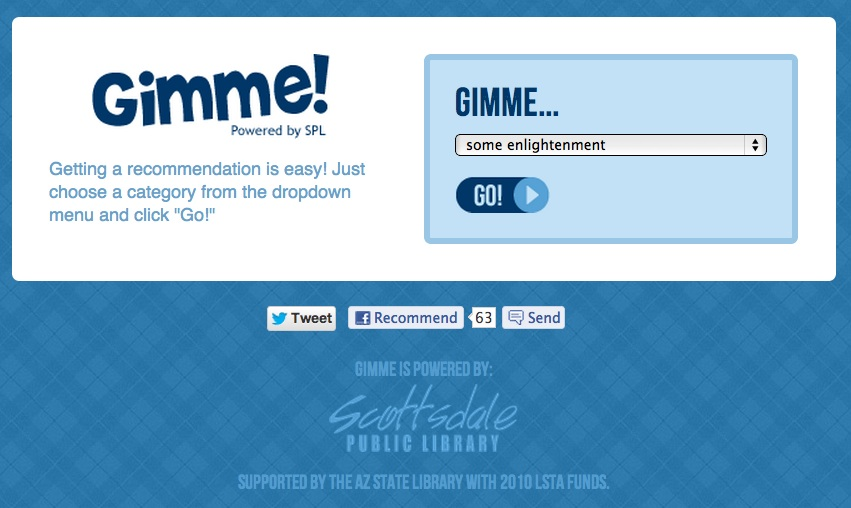 Gimme!
Powered by SPL
Getting a recommendation is easy! Just
choose a category from the dropdown
menu and click "Go!"
GIMME...
some enlightenment
GO!
Tweet
Recommend
63
Send
GIMME IS POWERED BY:
Scottsdale
PUBLIC LIBRARY
SUPPORTED BY THE AZ STATE LIBRARY WITH 2010 LSTA FUNDS.